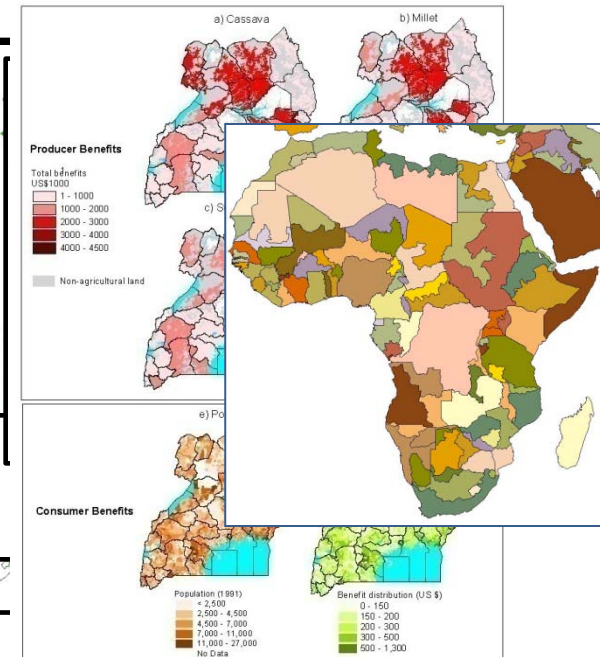 a) Cassava
b) Millet
Producer Benefits
Total benefits
US$1000
1 - 1000
1000 - 2000
2000 - 3000
3000 - 4000
4000 - 4500
Non-agricultural land
c) S
e) Po
Consumer Benefits
Population (1991)
< 2,500
2,500 - 4,500
4,500 - 7,000
7,000 - 11,000
11,000 - 27,000
No Data
Benefit distribution (US $)
0 - 150
150 - 200
200 - 300
300 - 500
500 - 1,300